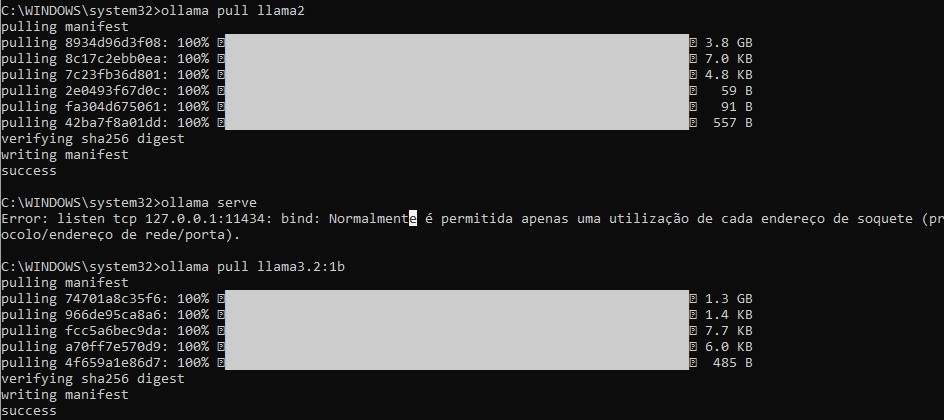 C:\WINDOWS\system32>ollama pull llama2
pulling manifest
pulling 8934d96d3f08: 100% 3.8 GB
pulling 8c17c2ebb0ea: 100% 7.0 KB
pulling 7c23fb36d801: 100% 4.8 KB
pulling 2e0493f67d0c: 100% 59 B
pulling fa304d675061: 100% 91 B
pulling 42ba7f8a01dd: 100% 557 B
verifying sha256 digest
writing manifest
success
C:\WINDOWS\system32>ollama serve
Error: listen tcp 127.0.0.1:11434: bind: Normalmente é permitida apenas uma utilização de cada endereço de soquete (pr
ocolo/endereço de rede/porta).
C:\WINDOWS\system32>ollama pull llama3.2:1b
pulling manifest
pulling 74701a8c35f6: 100% 1.3 GB
pulling 966de95ca8a6: 100% 1.4 KB
pulling fcc5a6bec9da: 100% 7.7 KB
pulling a70ff7e570d9: 100% 6.0 KB
pulling 4f659a1e86d7: 100% 485 B
verifying sha256 digest
writing manifest
success